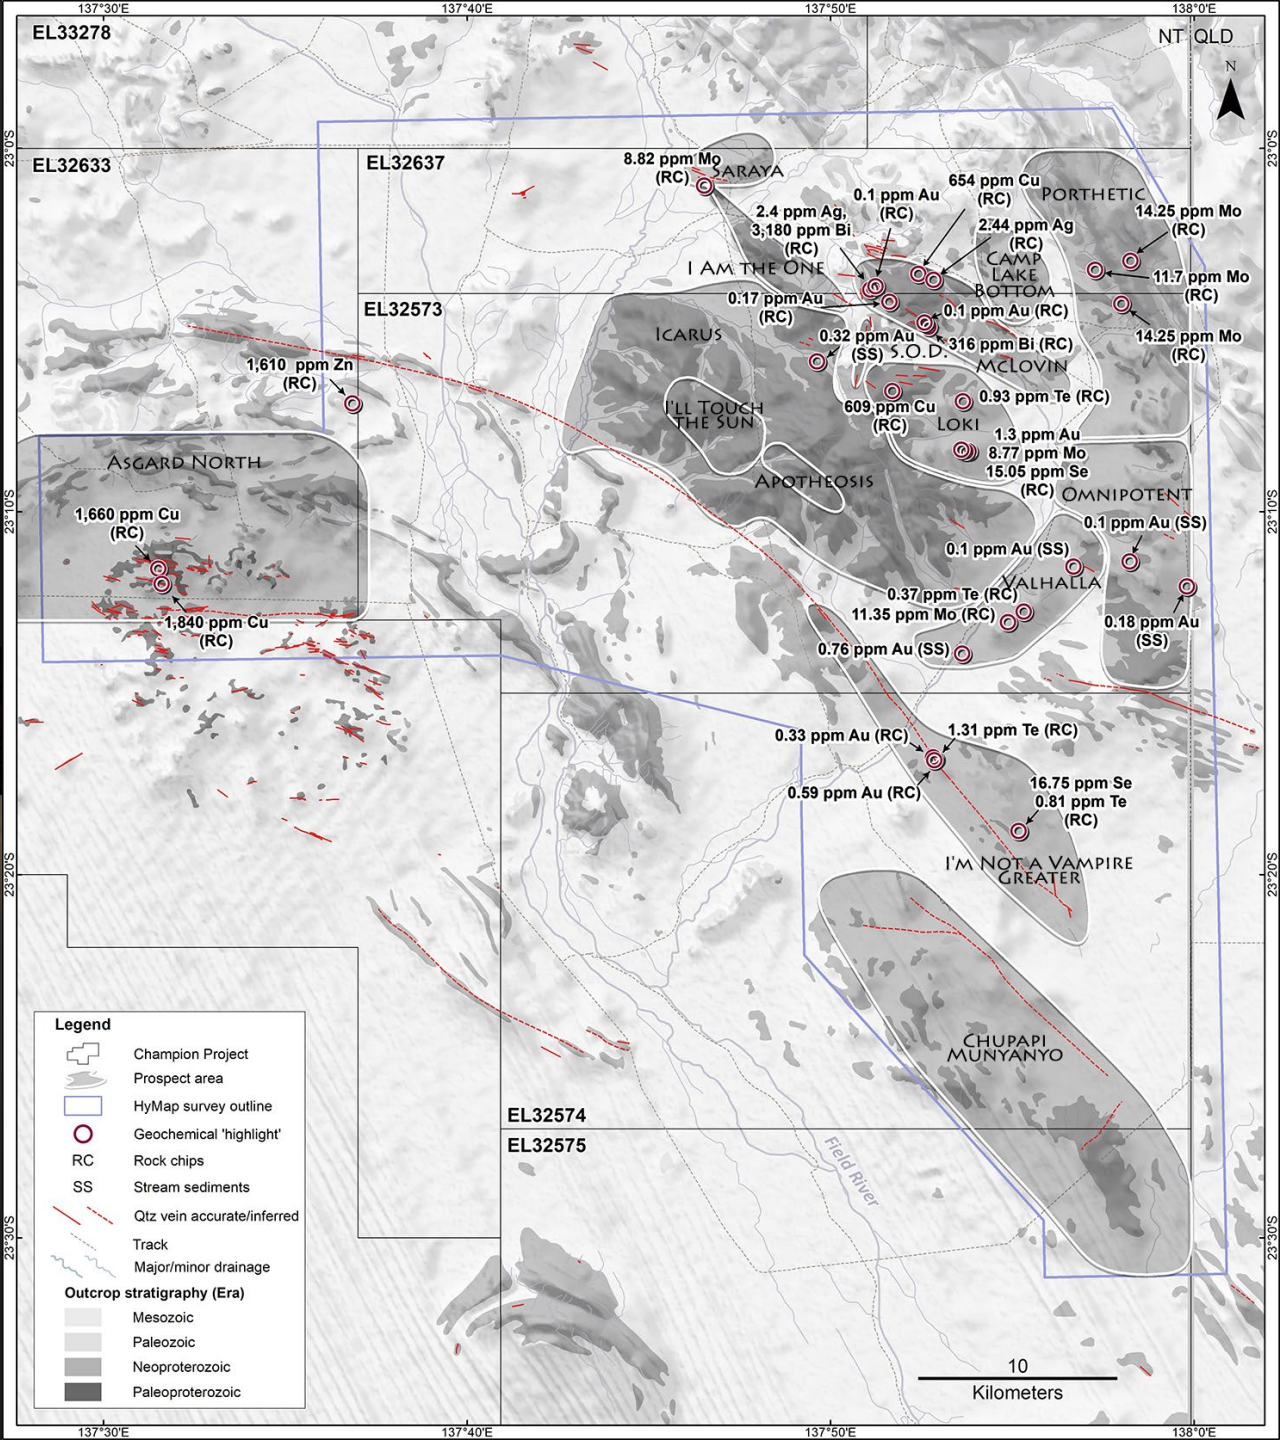 137°30'0"E
137°40'0"E
137°50'0"E
138°0'0"E
EL33278
NT QLD
N
23°0'S
23°0'S
EL32633
EL32637
8.82 ppm Mo
(RC)
SARAYA
654 ppm Cu
(RC)
0.1 ppm Au
(RC)
PORTHETIC
2.4 ppm Ag,
3,180 ppm Bi
(RC)
2.44 ppm Ag
(RC)
14.25 ppm Mo
(RC)
I AM THE ONE
CAMP
LAKE
BOTTOM
11.7 ppm Mo
(RC)
EL32573
0.17 ppm Au
(RC)
0.1 ppm Au (RC)
ICARUS
0.32 ppm Au
(SS)
316 ppm Bi (RC)
14.25 ppm Mo
(RC)
S.O.D.
MCLOVIN
1,610 ppm Zn
(RC)
0.93 ppm Te (RC)
I'LL TOUCH
THE SUN
609 ppm Cu
(RC)
LOKI
1.3 ppm Au
8.77 ppm Mo
15.05 ppm Se
(RC)
ASGARD NORTH
APOTHEOSIS
OMNIPOTENT
23°10'S
23°10'S
1,660 ppm Cu
(RC)
0.1 ppm Au (SS)
0.1 ppm Au (SS)
VALHALLA
0.37 ppm Te (RC)
11.35 ppm Mo (RC)
1,840 ppm Cu
(RC)
0.18 ppm Au
(SS)
0.76 ppm Au (SS)
0.33 ppm Au (RC)
1.31 ppm Te (RC)
0.59 ppm Au (RC)
16.75 ppm Se
0.81 ppm Te
(RC)
I'M NOT A VAMPIRE
GREATER
23°20'S
23°20'S
CHUPAPI
MUNYANYO
EL32574
EL32575
Field River
23°30'S
23°30'S
Legend
Champion Project
Prospect area
HyMap survey outline
Geochemical 'highlight'
RC Rock chips
SS Stream sediments
Qtz vein accurate/inferred
Track
Major/minor drainage
Outcrop stratigraphy (Era)
Mesozoic
Paleozoic
Neoproterozoic
Paleoproterozoic
10
Kilometers
137°30'0"E
137°40'0"E
137°50'0"E
138°0'0"E